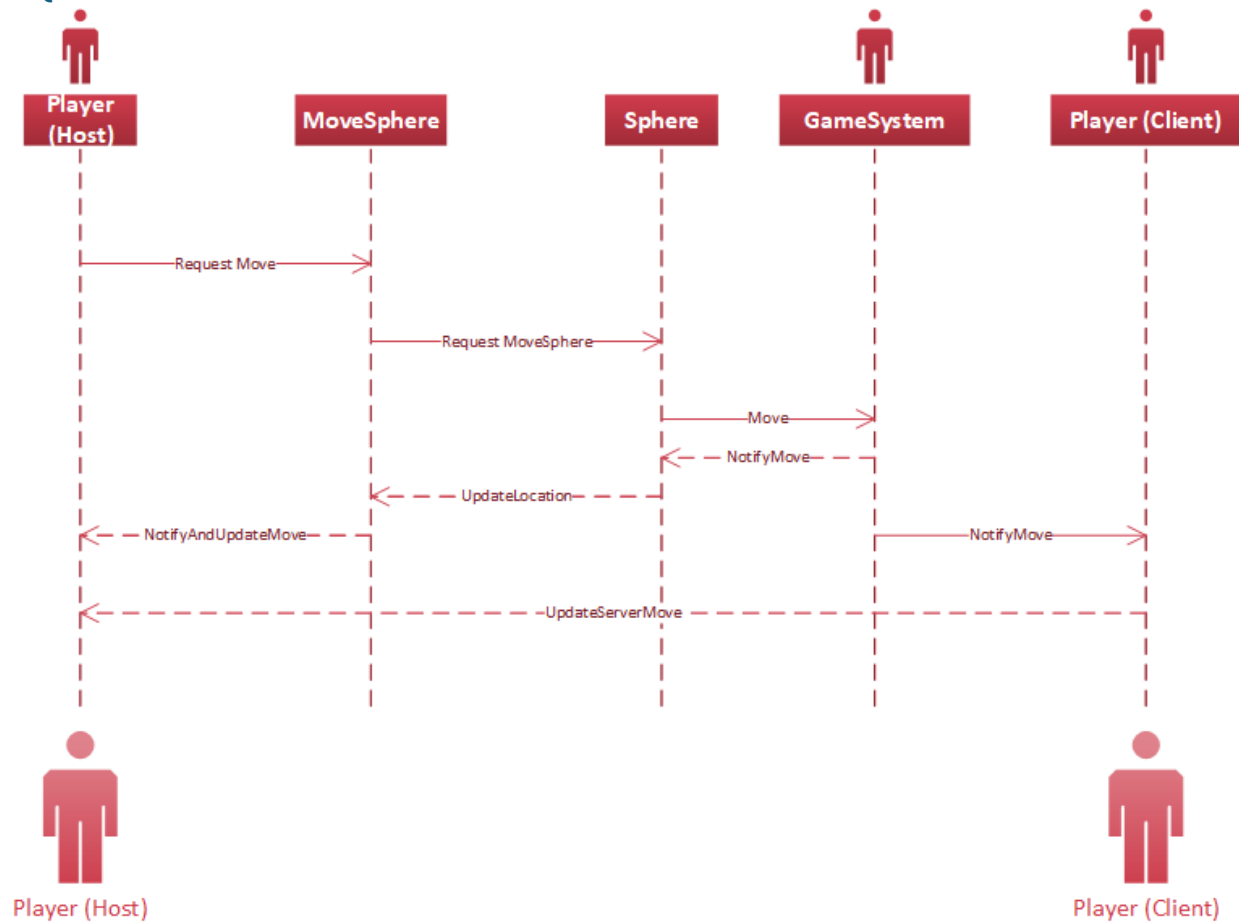 Player
(Host)
MoveSphere
Sphere
GameSystem
Player (Client)
Request Move
Request MoveSphere
Move
NotifyMove
UpdateLocation
NotifyAndUpdateMove
NotifyMove
UpdateServerMove
Player (Host)
Player (Client)